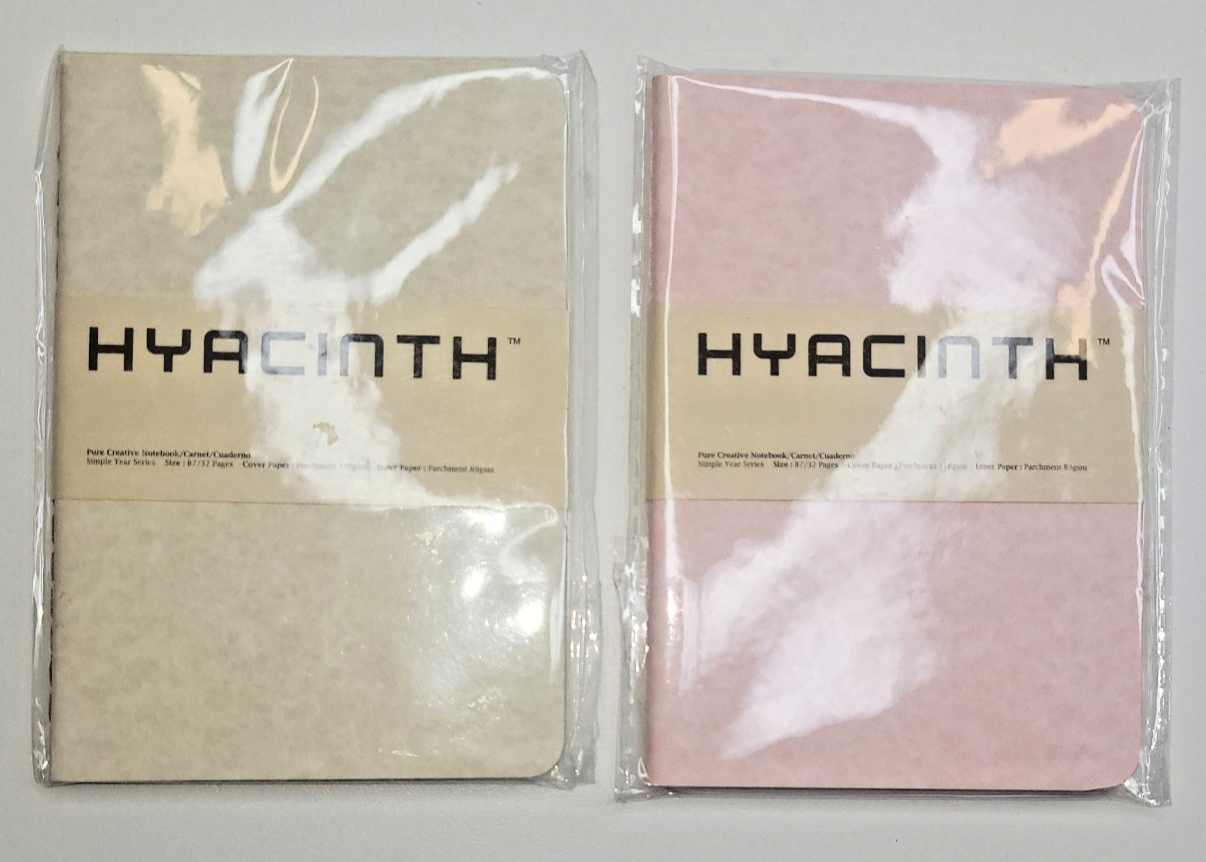 HYACINTH™
Pure Creative Notebook/Carnet/Cuaderno
Simple Year Series Size : B7/32 Pages Cover Paper : Parchment Inner Paper : Parchment 80gsm
HYACINTH™
Pure Creative Notebook/Carnet/Cuaderno
Simple Year Series Size : B7/32 Pages Cover Paper : Parchment Inner Paper : Parchment 80gsm